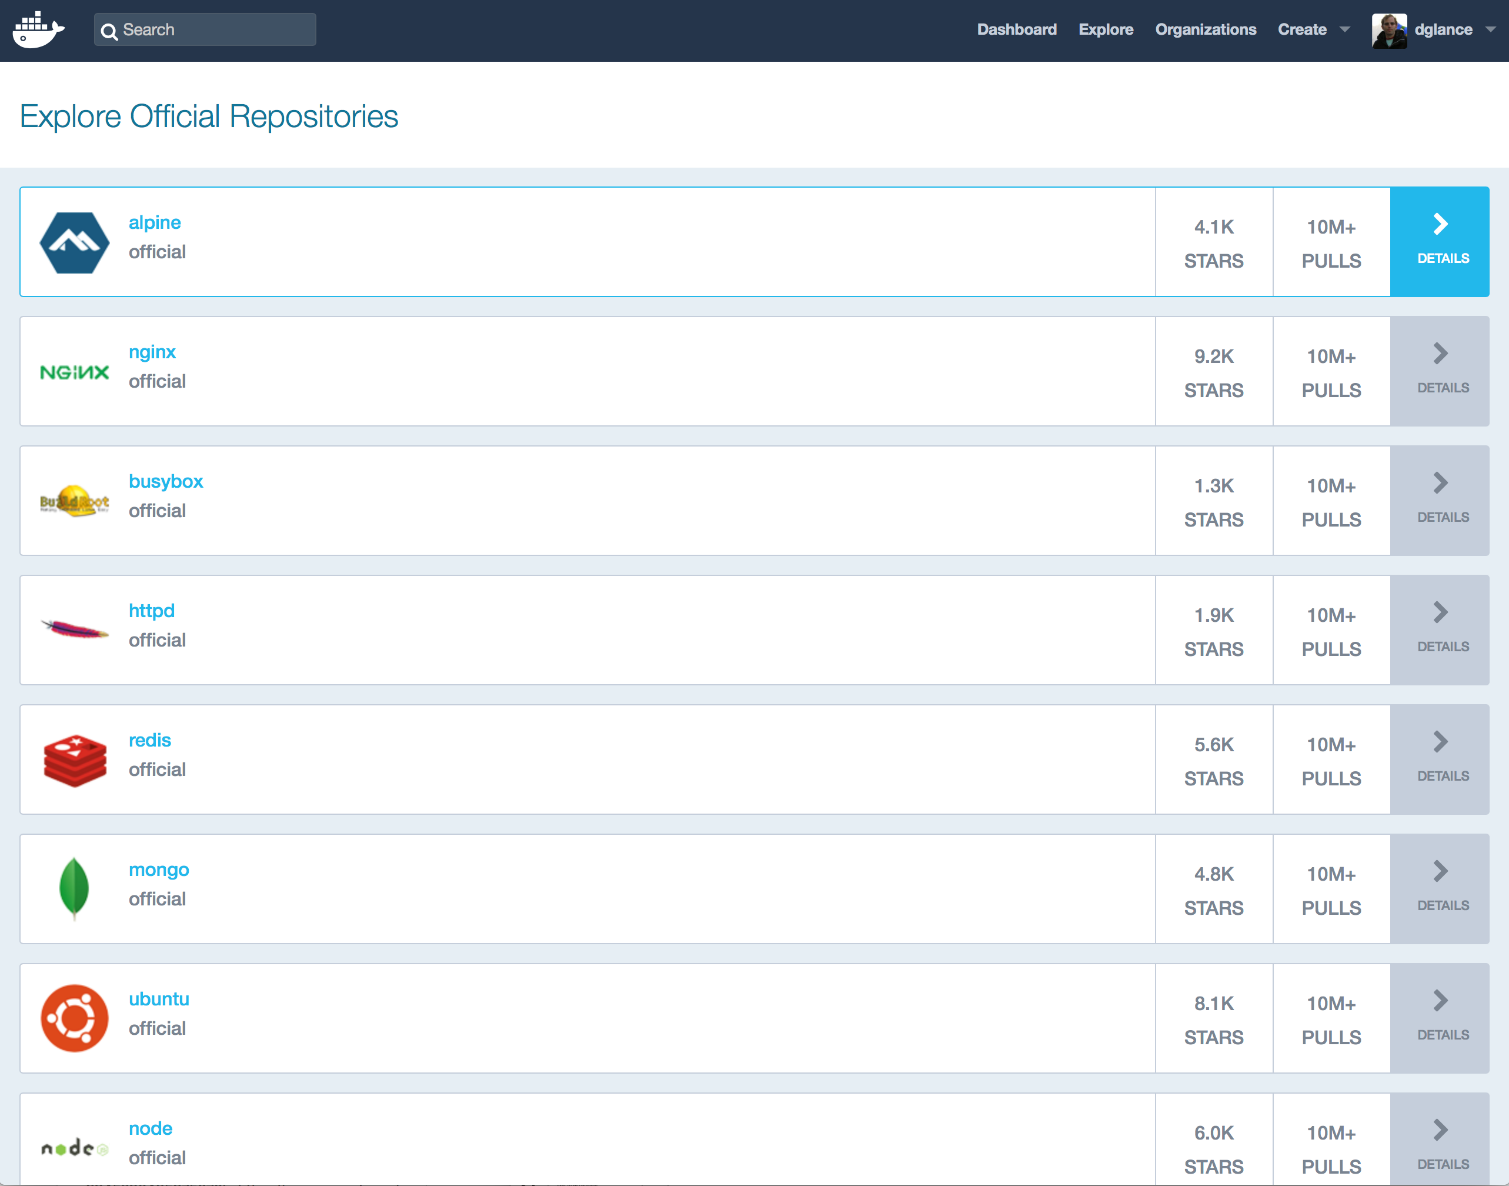 Search
Dashboard Explore Organizations Create dglance
Explore Official Repositories
alpine
official
4.1K
STARS
10M+
PULLS
DETAILS
NGINX
nginx
official
9.2K
STARS
10M+
PULLS
DETAILS
BuildRoot
busybox
official
1.3K
STARS
10M+
PULLS
DETAILS
httpd
official
1.9K
STARS
10M+
PULLS
DETAILS
redis
official
5.6K
STARS
10M+
PULLS
DETAILS
mongo
official
4.8K
STARS
10M+
PULLS
DETAILS
ubuntu
official
8.1K
STARS
10M+
PULLS
DETAILS
node
node
official
6.0K
STARS
10M+
PULLS
DETAILS